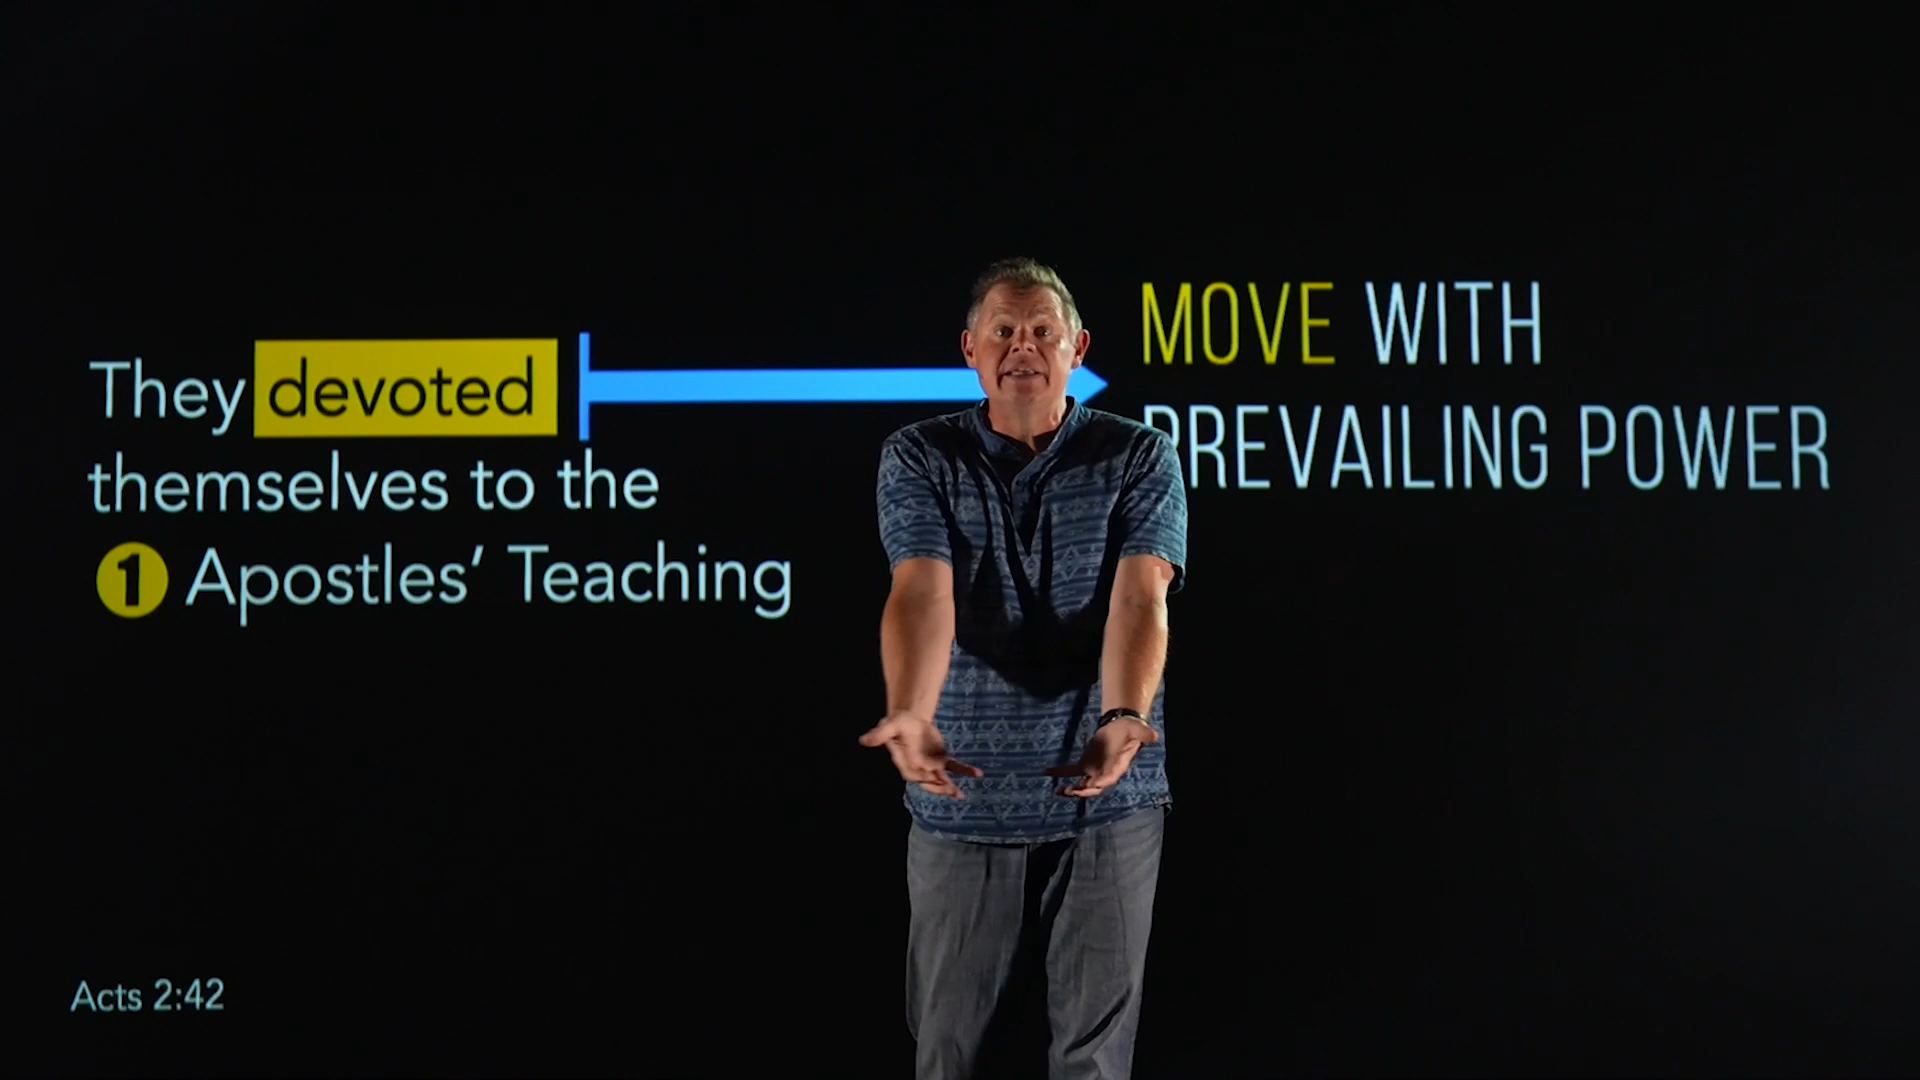 They devoted
themselves to the
1 Apostles' Teaching
MOVE WITH
PREVAILING POWER
Acts 2:42